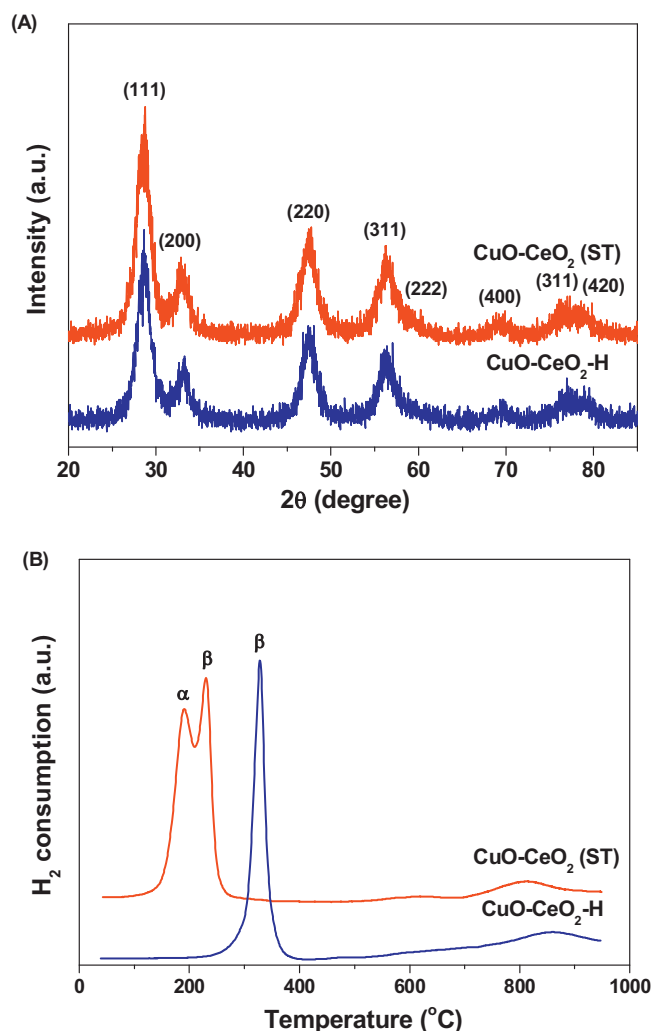 (A)
(111)
(200)
(220)
(311)
(222)
(400)
(311)
(420)
CuO-CeO₂ (ST)
CuO-CeO₂-H
Intensity (a.u.)
20 30 40 50 60 70 80
2θ (degree)
(B)
α
β
β
CuO-CeO₂ (ST)
CuO-CeO₂-H
H₂ consumption (a.u.)
0 200 400 600 800 1000
Temperature (°C)